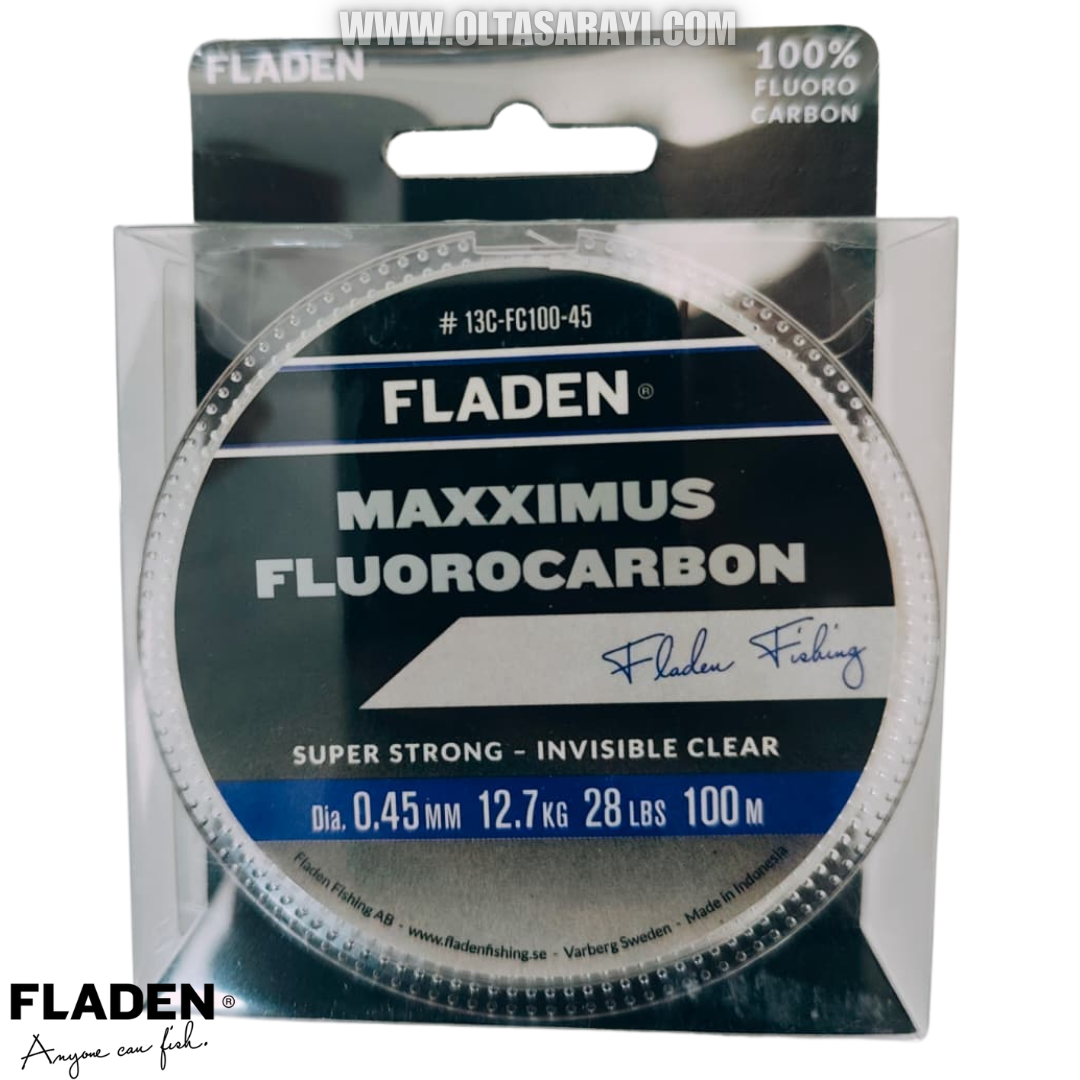 WWW.OLTASARAYI.COM
FLADEN
100%
FLUORO
CARBON
# 13C-FC100-45
FLADEN®
MAXXIMUS
FLUOROCARBON
Fladen Fishing
SUPER STRONG – INVISIBLE CLEAR
Dia. 0.45 MM 12.7 KG 28 LBS 100 M
Fladen Fishing AB - www.fladenfishing.se - Varberg Sweden - Made in Indonesia
FLADEN®
Anyone can fish.